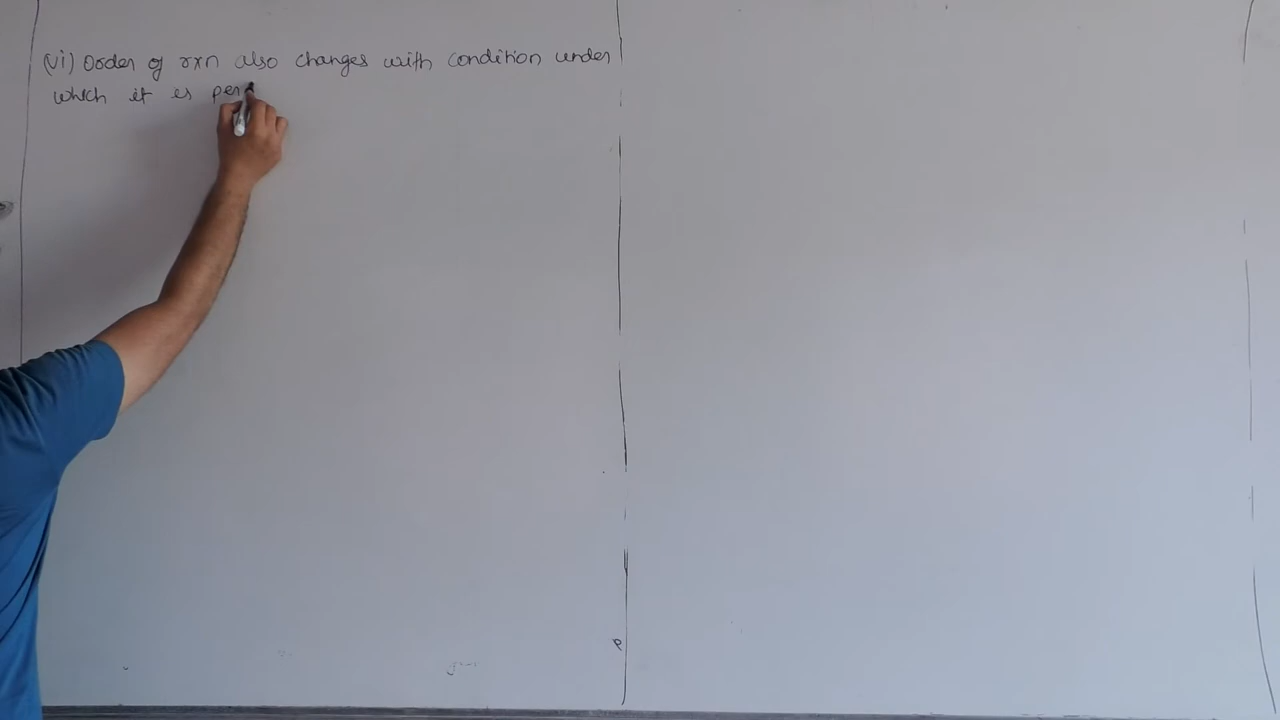 (vi) Order of rxn also changes with condition under
which it is per